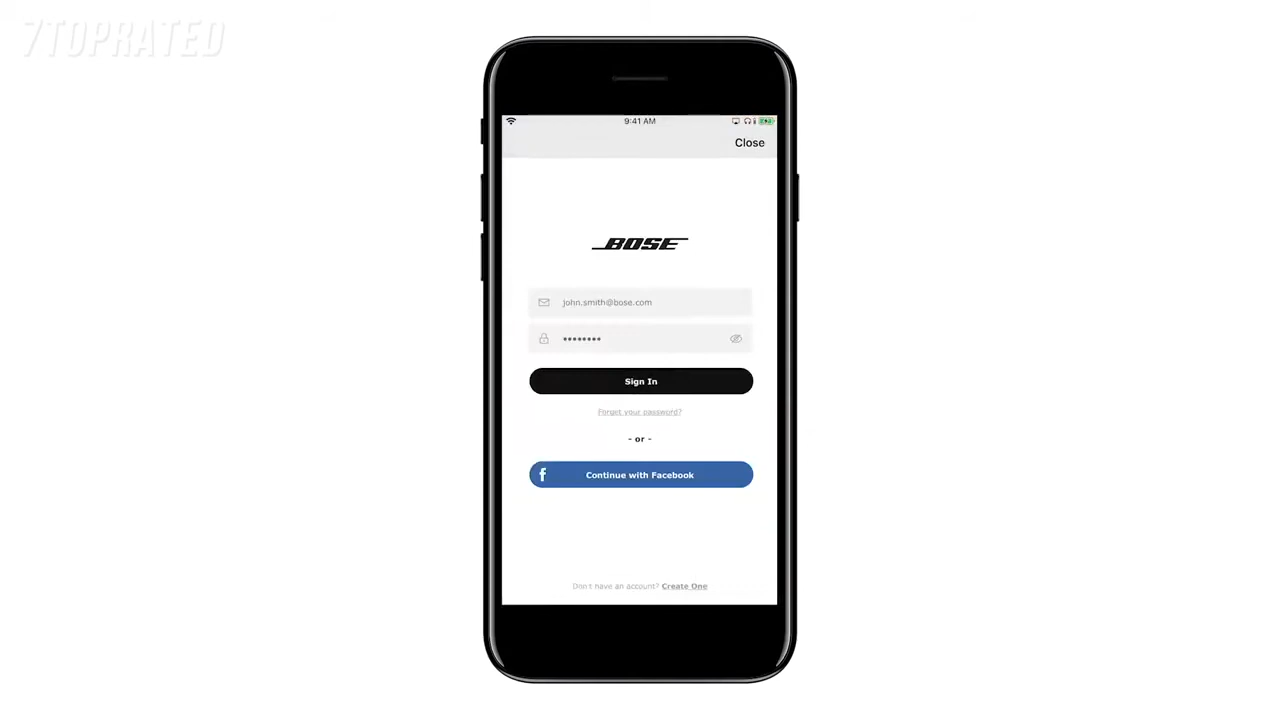 7TOPRATED
9:41 AM
Close
BOSE
john.smith@bose.com
••••••••
Sign In
Forget your password?
- or -
f Continue with Facebook
Don't have an account? Create One